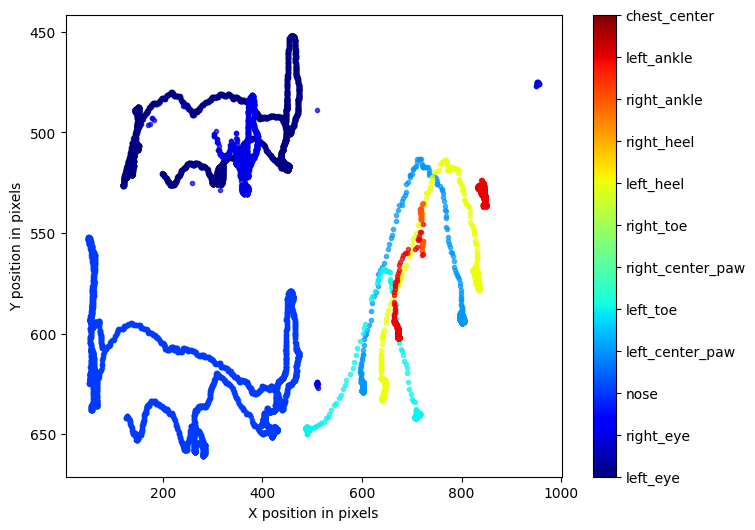 450
500
550
600
650
Y position in pixels
200
400
600
800
1000
X position in pixels
chest_center
left_ankle
right_ankle
right_heel
left_heel
right_toe
right_center_paw
left_toe
left_center_paw
nose
right_eye
left_eye